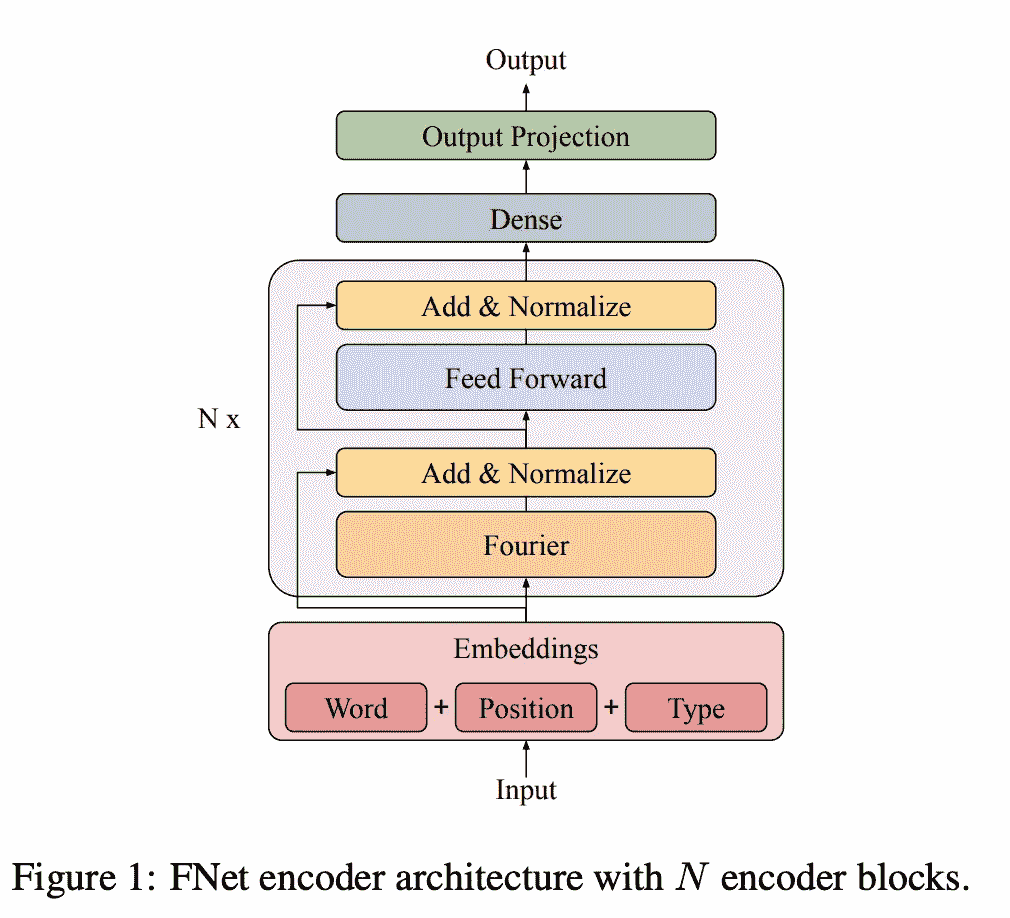 Output
Output Projection
Dense
Add & Normalize
Feed Forward
N x
Add & Normalize
Fourier
Embeddings
Word + Position + Type
Input
Figure 1: FNet encoder architecture with N encoder blocks.